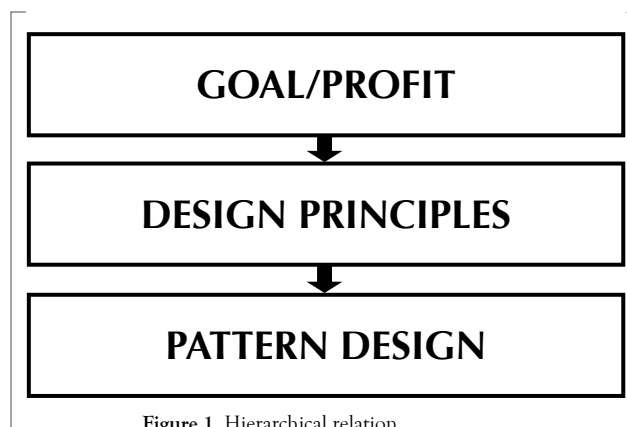 GOAL/PROFIT
DESIGN PRINCIPLES
PATTERN DESIGN
Figure 1. Hierarchical relation